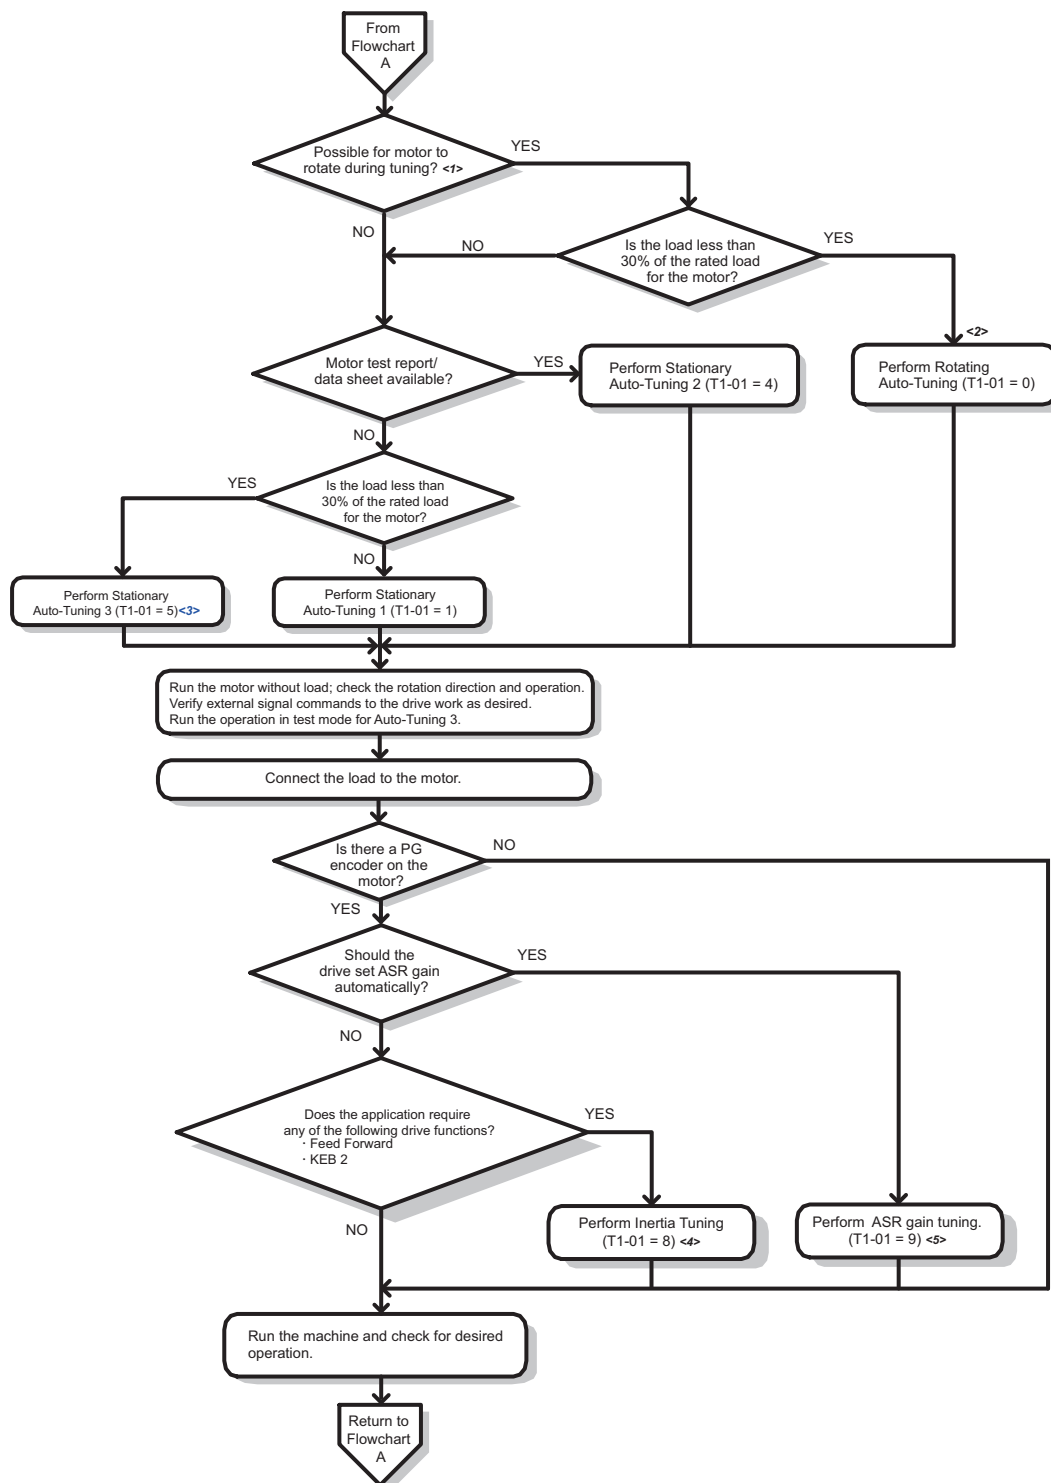 From
Flowchart
A
Possible for motor to
rotate during tuning? <1>
YES
NO
NO
Is the load less than
30% of the rated load
for the motor?
YES
<2>
Motor test report/
data sheet available?
YES
Perform Stationary
Auto-Tuning 2 (T1-01 = 4)
Perform Rotating
Auto-Tuning (T1-01 = 0)
NO
YES
Is the load less than
30% of the rated load
for the motor?
NO
Perform Stationary
Auto-Tuning 3 (T1-01 = 5)<3>
Perform Stationary
Auto-Tuning 1 (T1-01 = 1)
Run the motor without load; check the rotation direction and operation.
Verify external signal commands to the drive work as desired.
Run the operation in test mode for Auto-Tuning 3.
Connect the load to the motor.
Is there a PG
encoder on the
motor?
NO
YES
Should the
drive set ASR gain
automatically?
YES
NO
Does the application require
any of the following drive functions?
· Feed Forward
· KEB 2
YES
NO
Perform Inertia Tuning
(T1-01 = 8) <4>
Perform ASR gain tuning.
(T1-01 = 9) <5>
Run the machine and check for desired
operation.
Return to
Flowchart
A